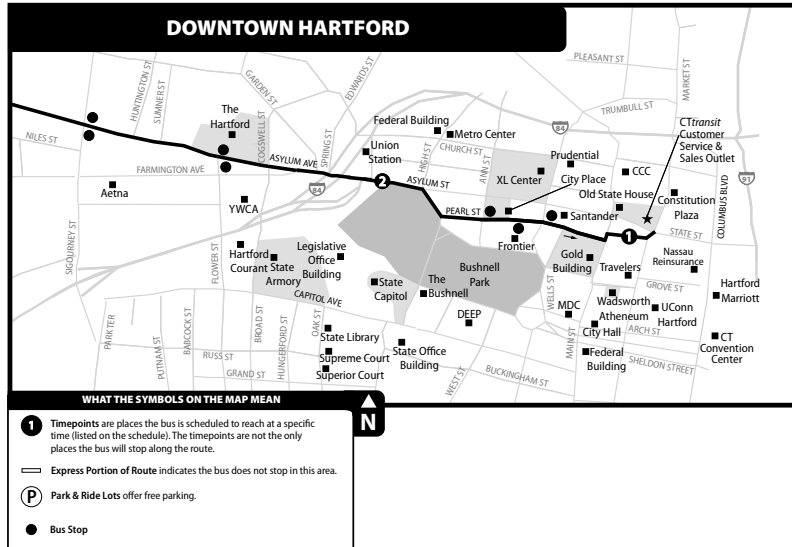 DOWNTOWN HARTFORD
PLEASANT ST
MARKET ST
HUNTINGTON ST
SUMNER ST
GARDEN ST
EDWARDS ST
TRUMBULL ST
CTtransit
Customer
Service &
Sales Outlet
The
Hartford
COGSWELL ST
SPRING ST
Federal Building
Metro Center
84
NILES ST
ASYLUM AVE
Union
Station
HIGH ST
CHURCH ST
ANN ST
Prudential
City Place
CCC
91
FARMINGTON AVE
84
2
ASYLUM ST
XL Center
Old State House
Constitution
Plaza
COLUMBUS BLVD
Aetna
YWCA
PEARL ST
Santander
STATE ST
1
SIGOURNEY ST
FLOWER ST
Hartford
Courant
State
Armory
Legislative
Office
Building
Frontier
Gold
Building
Travelers
Nassau
Reinsurance
State
Capitol
The
Bushnell
Bushnell
Park
WELLS ST
GROVE ST
Hartford
Marriott
CAPITOL AVE
DEEP
MDC
Wadsworth
Atheneum
UConn
Hartford
PARK TER
PUTNAM ST
BABCOCK ST
BROAD ST
HUNGERFORD ST
OAK ST
State Library
City Hall
ARCH ST
MAIN ST
CT
Convention
Center
RUSS ST
Supreme Court
State Office
Building
Federal
Building
SHELDON STREET
GRAND ST
Superior Court
WEST ST
BUCKINGHAM ST
WHAT THE SYMBOLS ON THE MAP MEAN
N
1 Timepoints are places the bus is scheduled to reach at a specific
time (listed on the schedule). The timepoints are not the only
places the bus will stop along the route.
Express Portion of Route indicates the bus does not stop in this area.
P Park & Ride Lots offer free parking.
Bus Stop